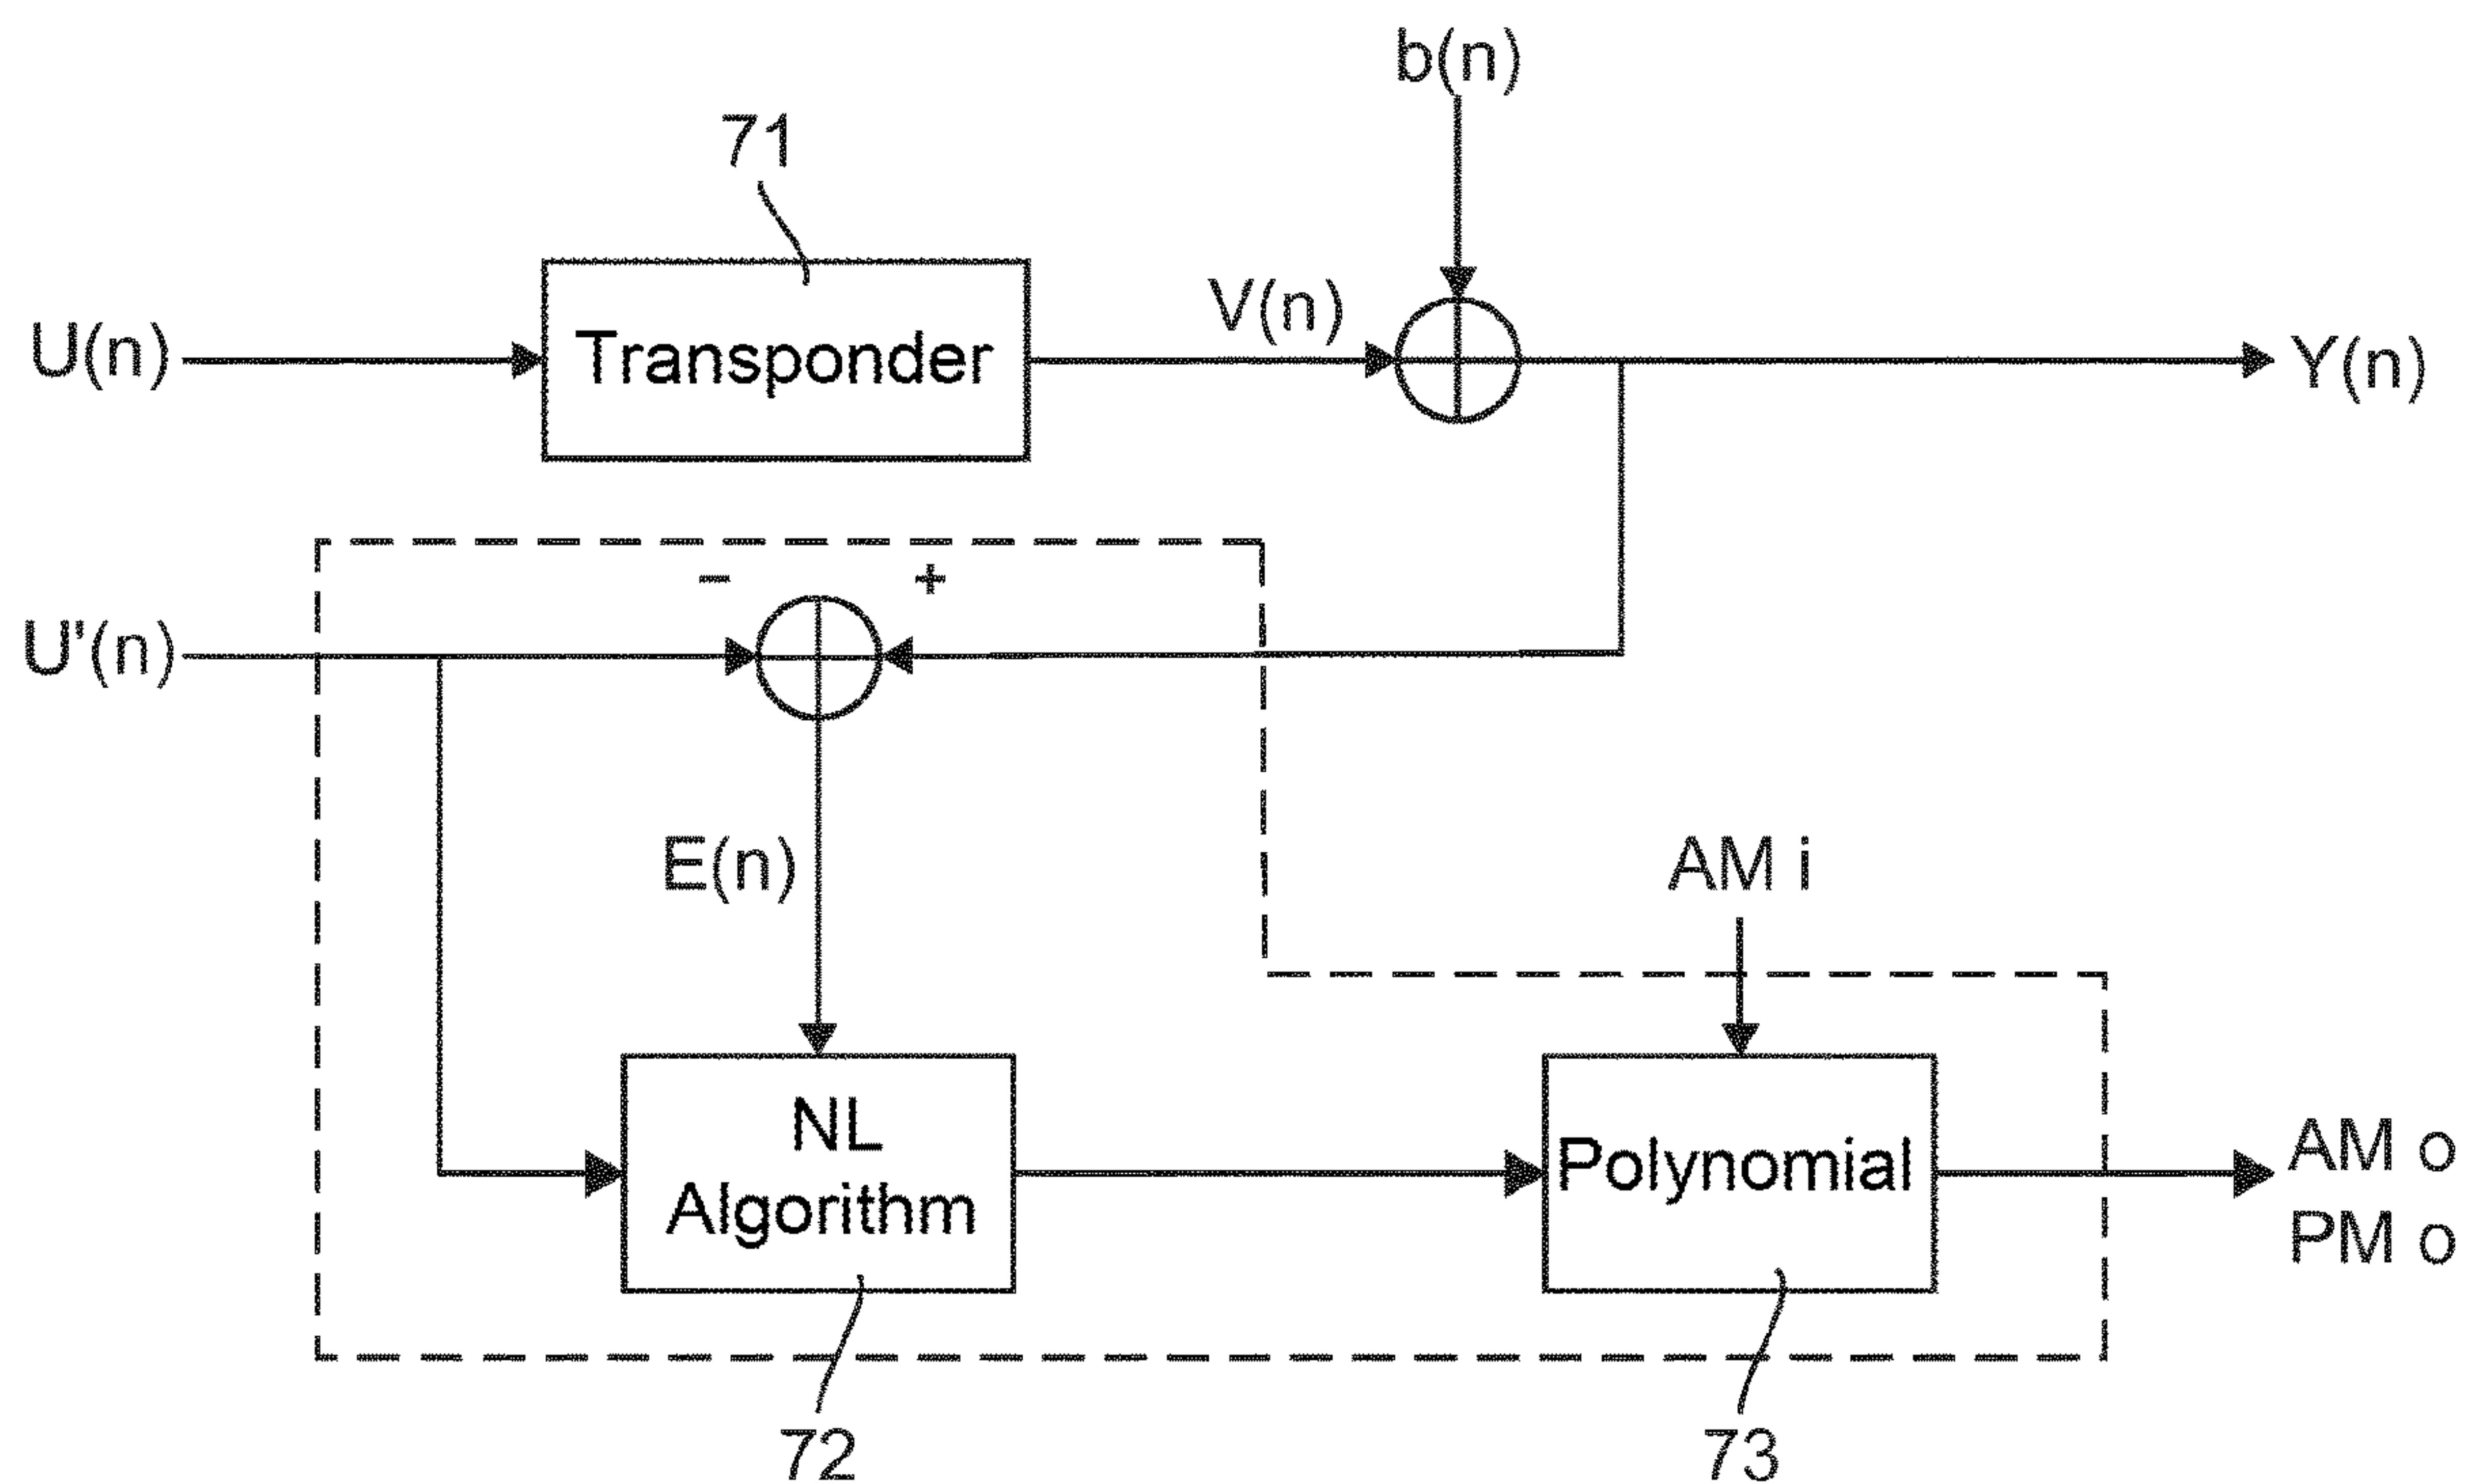 b(n)
71
U(n)
Transponder
V(n)
Y(n)
- +
U'(n)
E(n)
AM i
NL
Algorithm
Polynomial
AM o
PM o
72
73